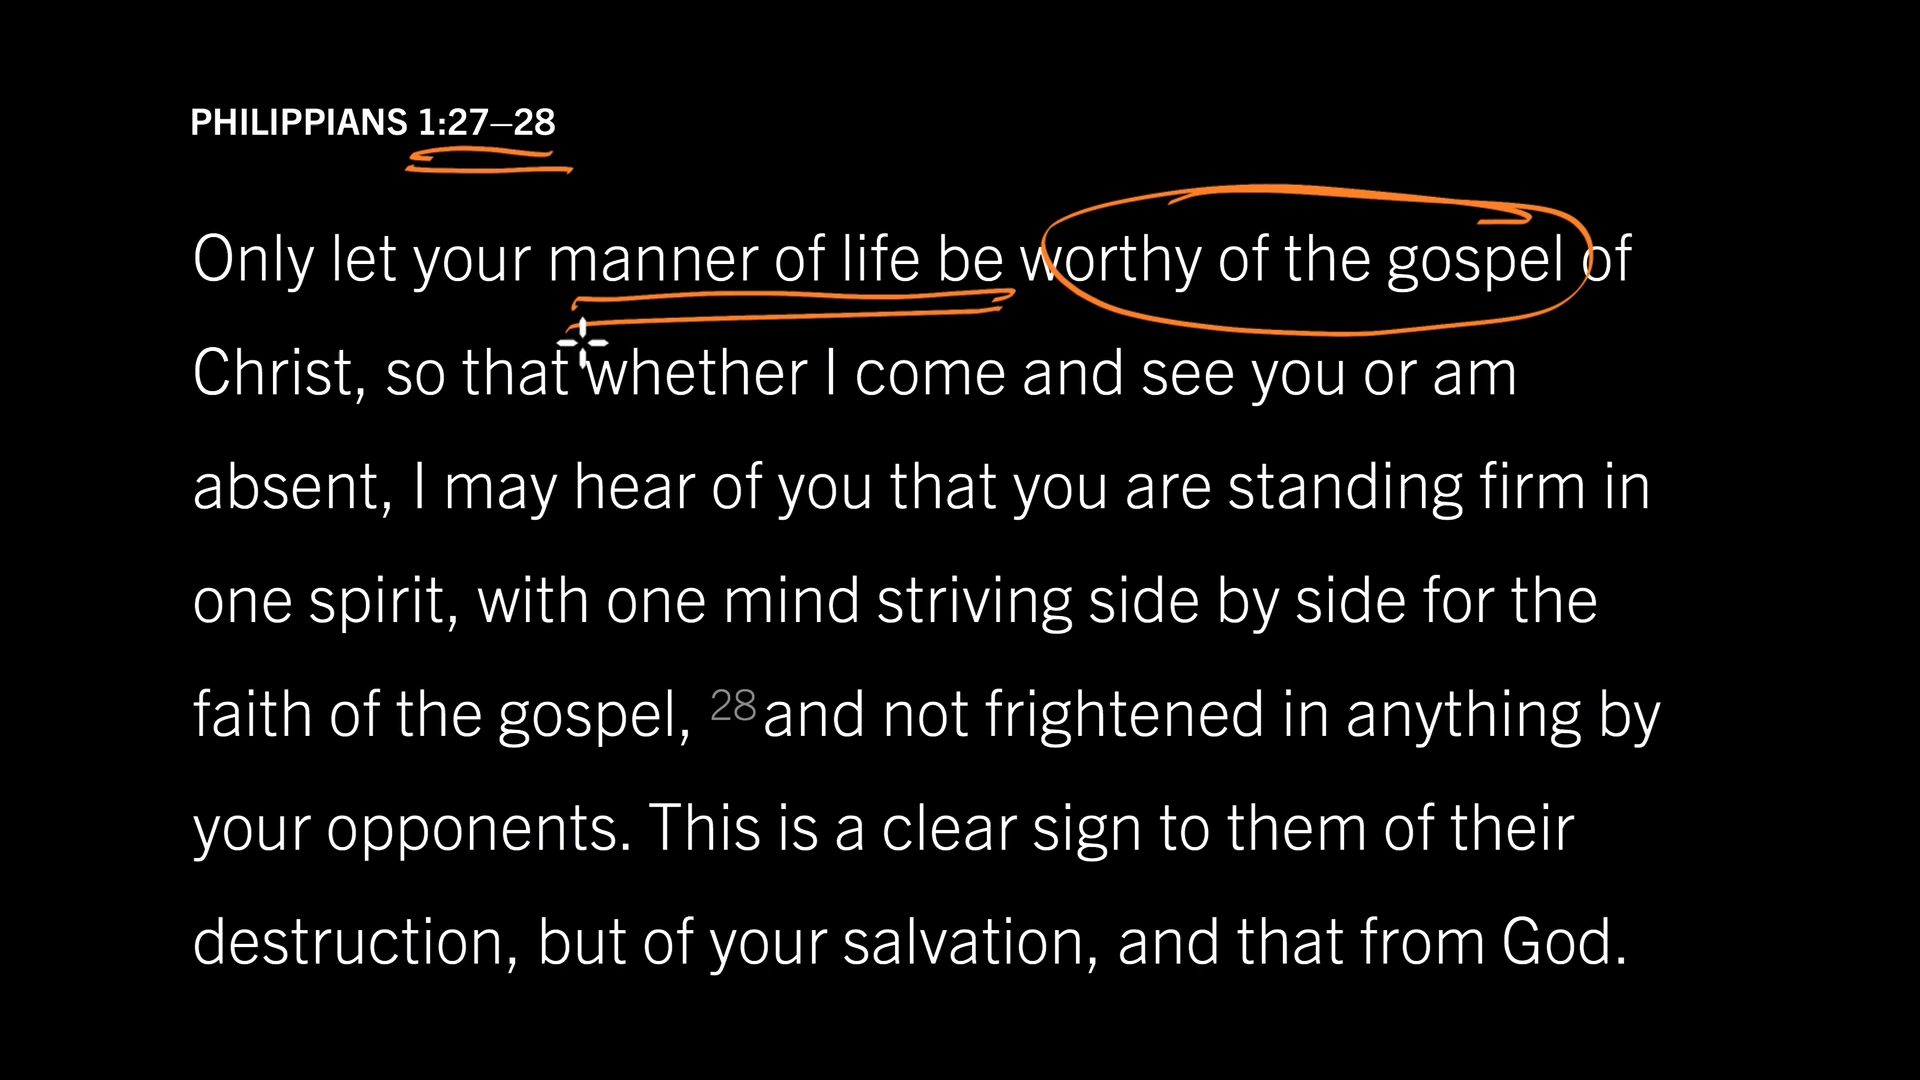 PHILIPPIANS 1:27–28
Only let your manner of life be worthy of the gospel of
Christ, so that whether I come and see you or am
absent, I may hear of you that you are standing firm in
one spirit, with one mind striving side by side for the
faith of the gospel, 28 and not frightened in anything by
your opponents. This is a clear sign to them of their
destruction, but of your salvation, and that from God.